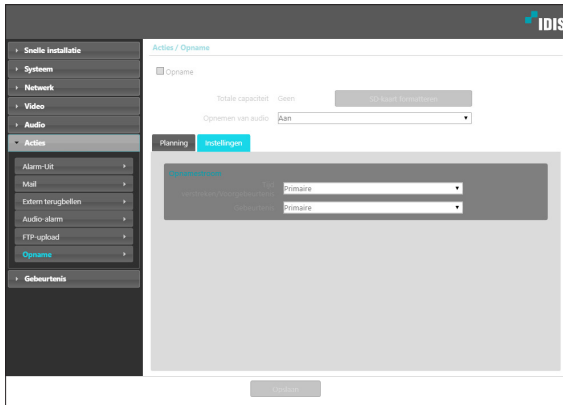 IDIS
Snelle installatie
Systeem
Netwerk
Video
Audio
Acties
Alarm-Uit
Mail
Extern terugbellen
Audio-alarm
FTP-upload
Opname
Gebeurtenis
Acties / Opname
Opname
Totale capaciteit Geen SD-kaart formatteren
Opnemen van audio Aan
Planning Instellingen
Primaire
Gebeurtenis Primaire